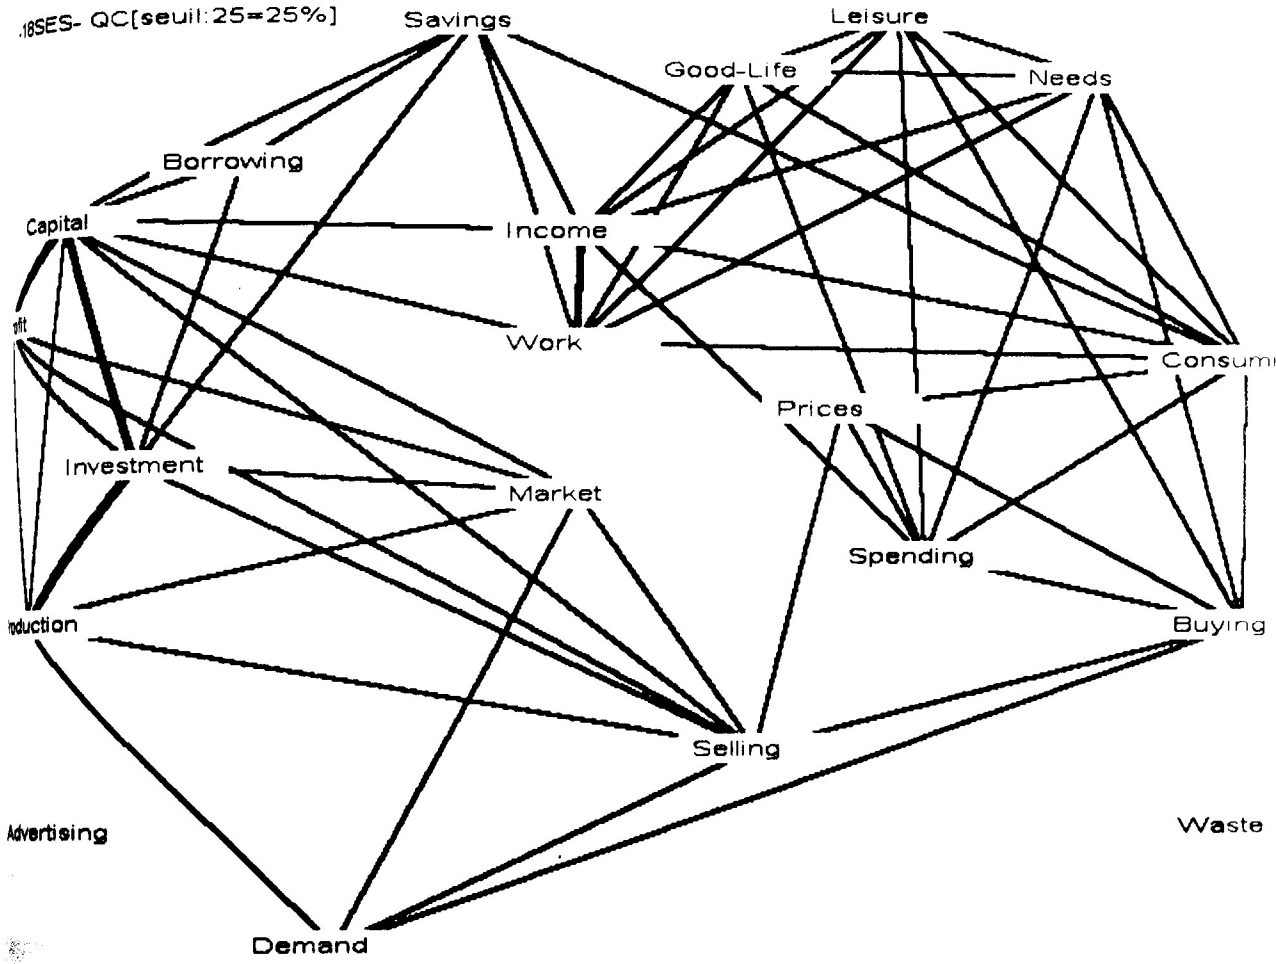 .18SES- QC[seuil:25=25%]
Savings
Leisure
Good-Life
Needs
Borrowing
Capital
Income
ofit
Work
Consum
Prices
Investment
Market
Spending
oduction
Buying
Selling
Advertising
Waste
Demand